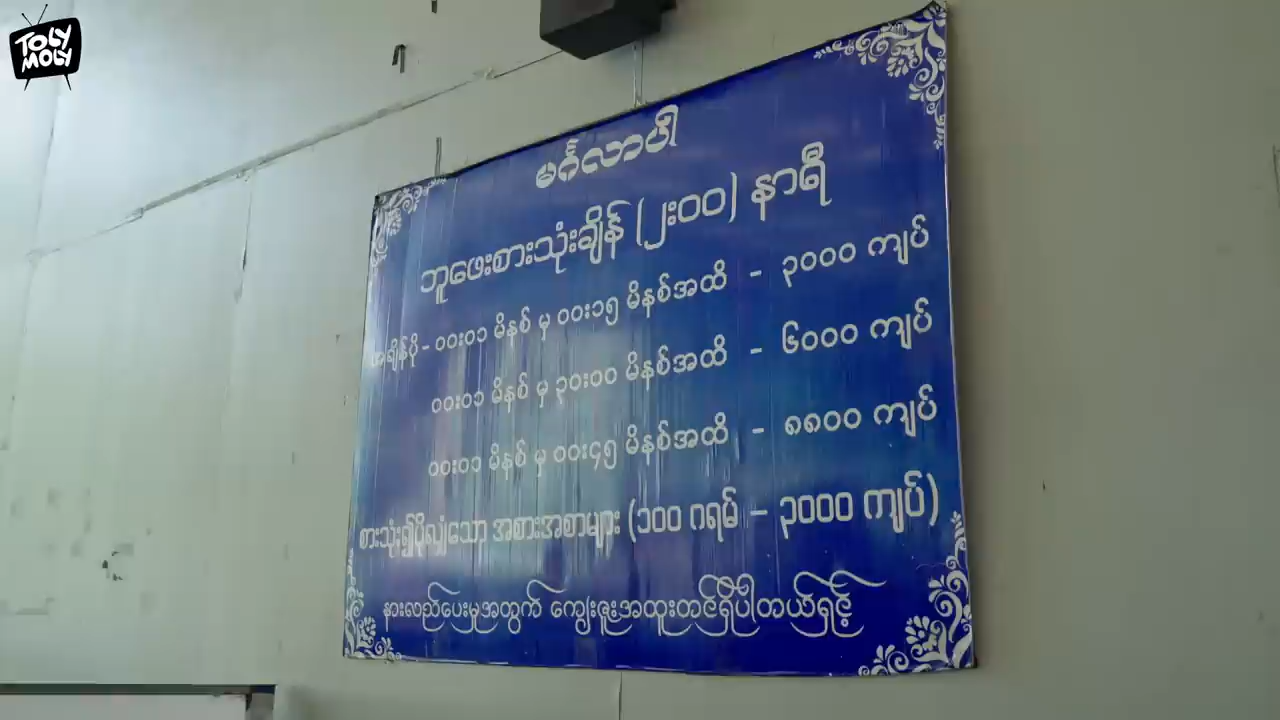 TOLY
MOLY
မင်္ဂလာပါ
ဘူဖေးစားသုံးချိန် (၂း၀၀) နာရီ
အချိန်ပို - ၀၀း၀၁ မိနစ် မှ ၀၀း၁၅ မိနစ်အထိ - ၃၀၀၀ ကျပ်
၀၀း၀၁ မိနစ် မှ ၃၀း၀၀ မိနစ်အထိ - ၆၀၀၀ ကျပ်
၀၀း၀၁ မိနစ် မှ ၀၀း၄၅ မိနစ်အထိ - ၈၈၀၀ ကျပ်
စားသုံး၍ပိုလျှံသော အစားအစာများ (၁၀၀ ဂရမ် - ၃၀၀၀ ကျပ်)
နားလည်ပေးမှုအတွက် ကျေးဇူးအထူးတင်ရှိပါတယ်ရှင့်